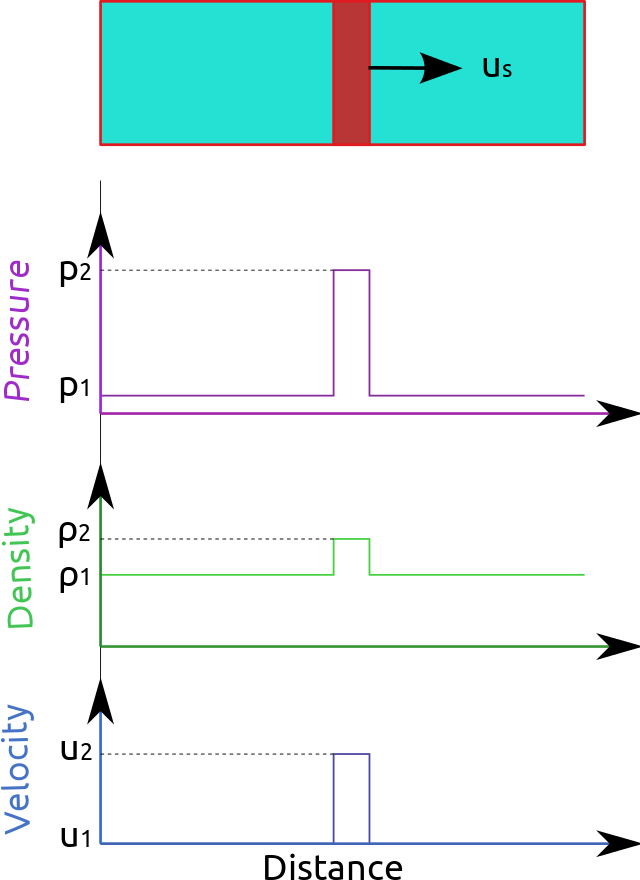 us
Pressure
p2
p1
Density
ρ2
ρ1
Velocity
u2
u1
Distance